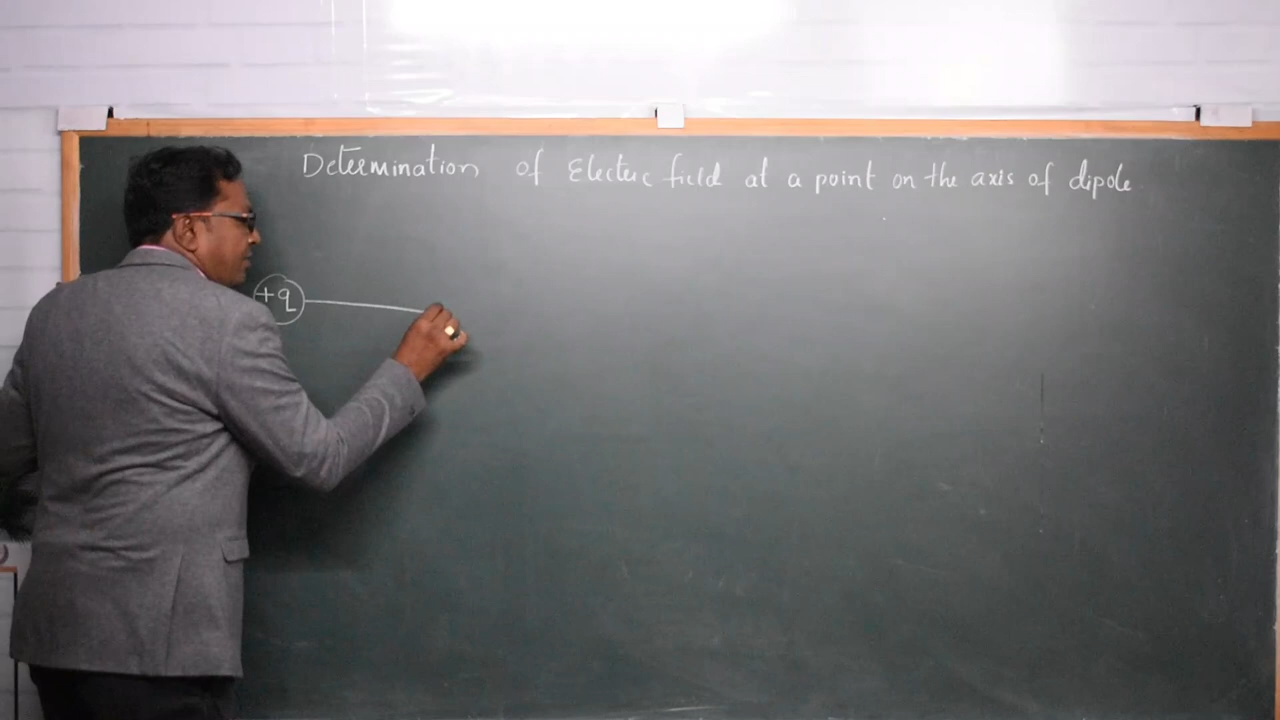 Determination of Electric field at a point on the axis of dipole
+q